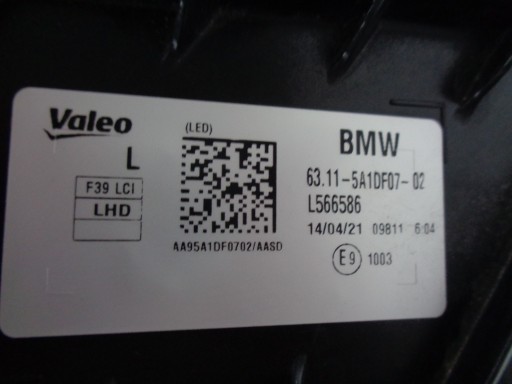 Valeo
(LED)
BMW
L
F39 LCI
LHD
63.11-5A1DF07-02
L566586
14/04/21 09811 6:04
AA95A1DF0702/AASD
E9 1003